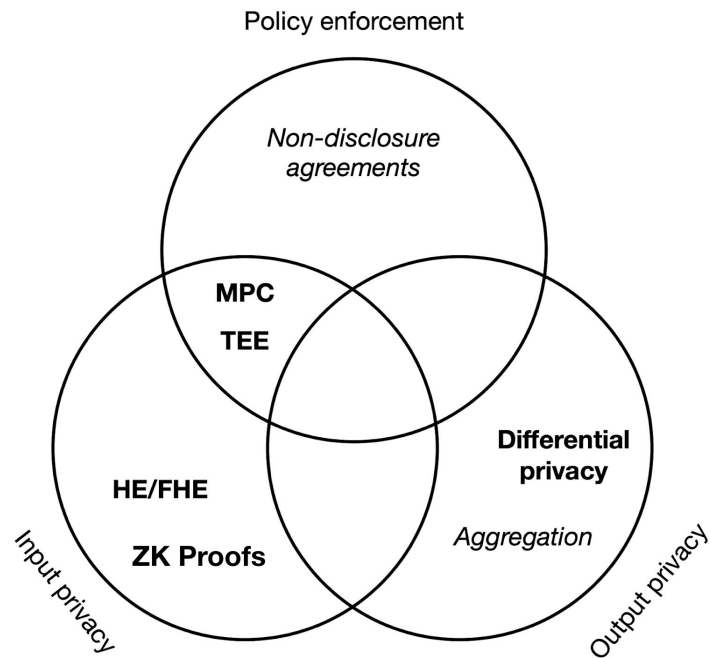 Policy enforcement
Non-disclosure
agreements
MPC
TEE
Differential
privacy
HE/FHE
Aggregation
ZK Proofs
Input privacy
Output privacy